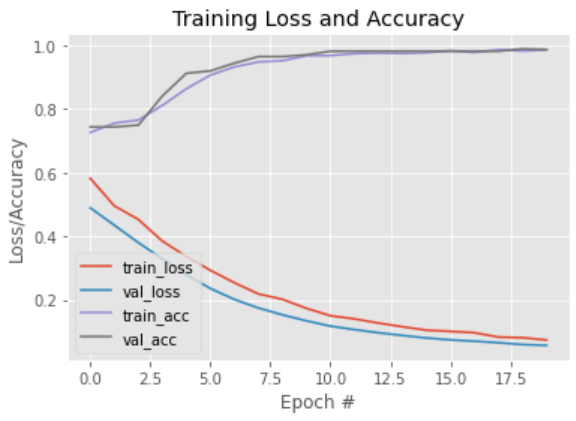 Training Loss and Accuracy
1.0
0.8
0.6
0.4
0.2
Loss/Accuracy
train_loss
val_loss
train_acc
val_acc
0.0 2.5 5.0 7.5 10.0 12.5 15.0 17.5
Epoch #